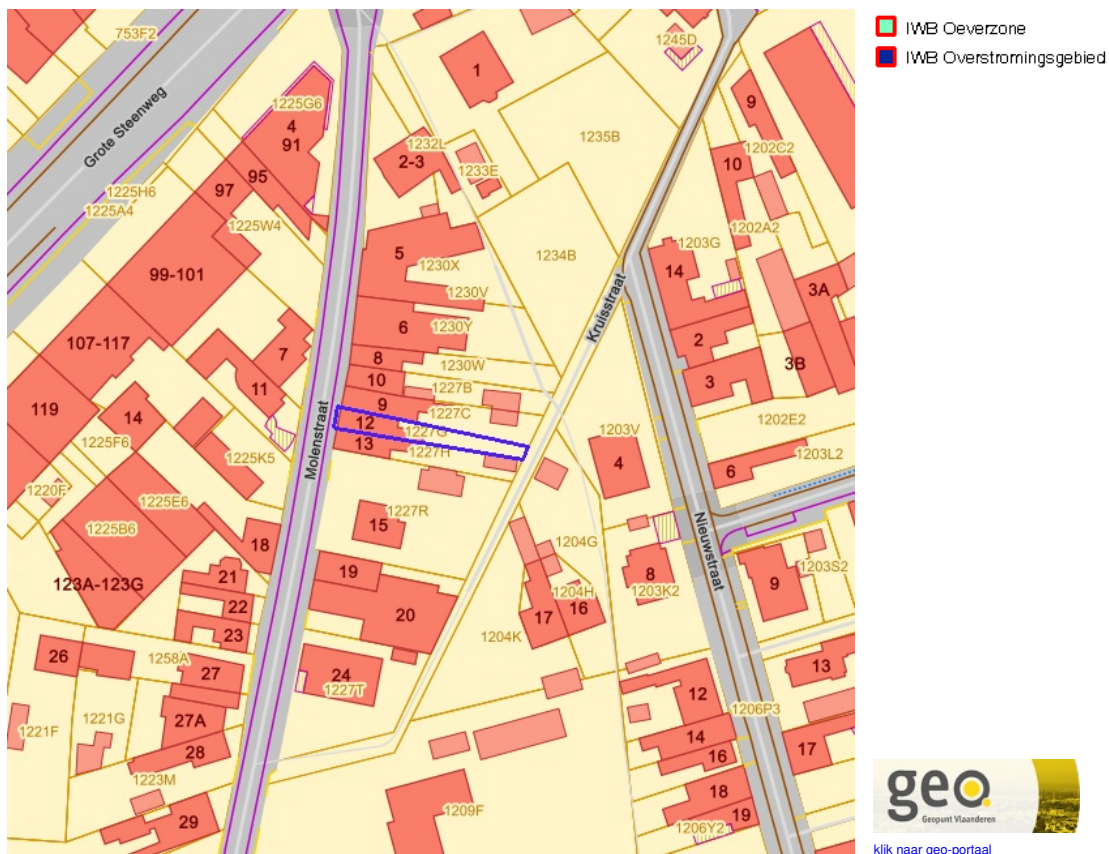 753F2
1245D
1
1225G6
4
91
9
Grote Steenweg
1232L
2-3
1233E
1235B
10
1202C2
97
95
1225H6
1225A4
1225W4
1202A2
5
1234B
1203G
14
99-101
1230X
1230V
3A
6
1230Y
Kruisstraat
2
107-117
7
8
1230W
3B
10
1227B
3
11
9
1227C
119
14
12
1227G
1202E2
Molenstraat
13
1227H
1203V
1225F6
1225K5
4
1203L2
6
1220F
1225E6
15
1227R
1225B6
Nieuwstraat
18
1204G
123A-123G
21
19
8
1203K2
9
1203S2
22
20
1204H
16
17
23
1204K
26
1258A
27
24
1227T
13
12
1221F
1221G
27A
1206P3
14
28
16
17
1223M
18
29
1209F
19
1206Y2
IWB Oeverzone
IWB Overstromingsgebied
geo
Geopunt Vlaanderen
klik naar geo-portaal